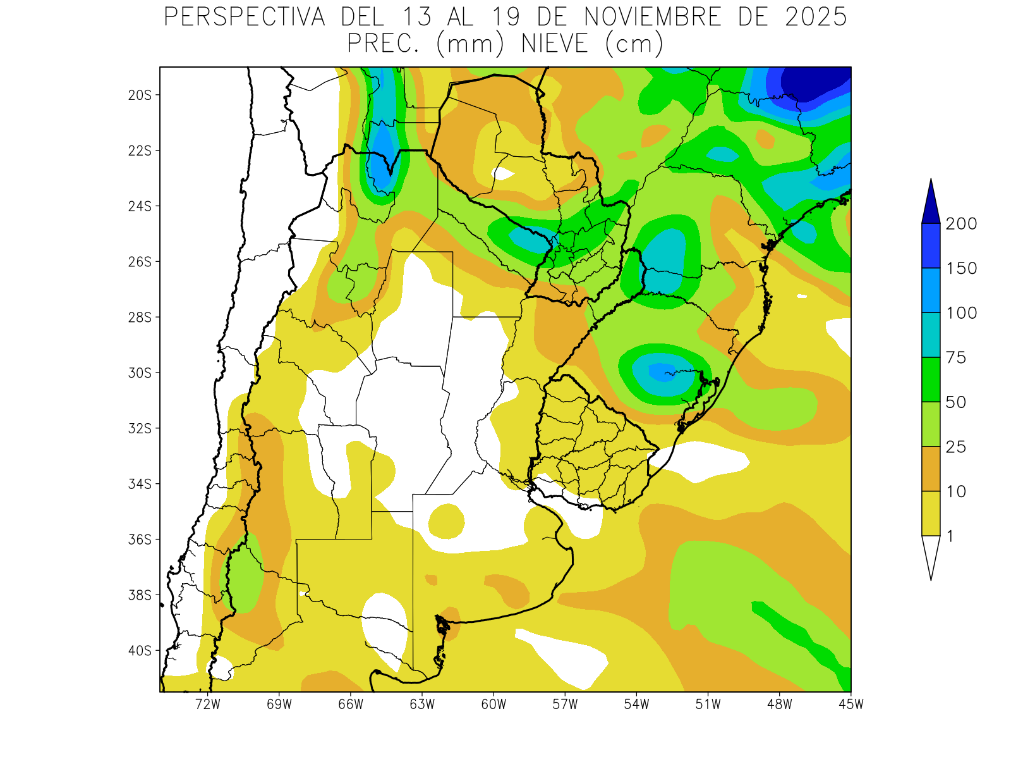 PERSPECTIVA DEL 13 AL 19 DE NOVIEMBRE DE 2025
PREC. (mm) NIEVE (cm)
20S
22S
24S
26S
28S
30S
32S
34S
36S
38S
40S
72W 69W 66W 63W 60W 57W 54W 51W 48W 45W
200
150
100
75
50
25
10
1